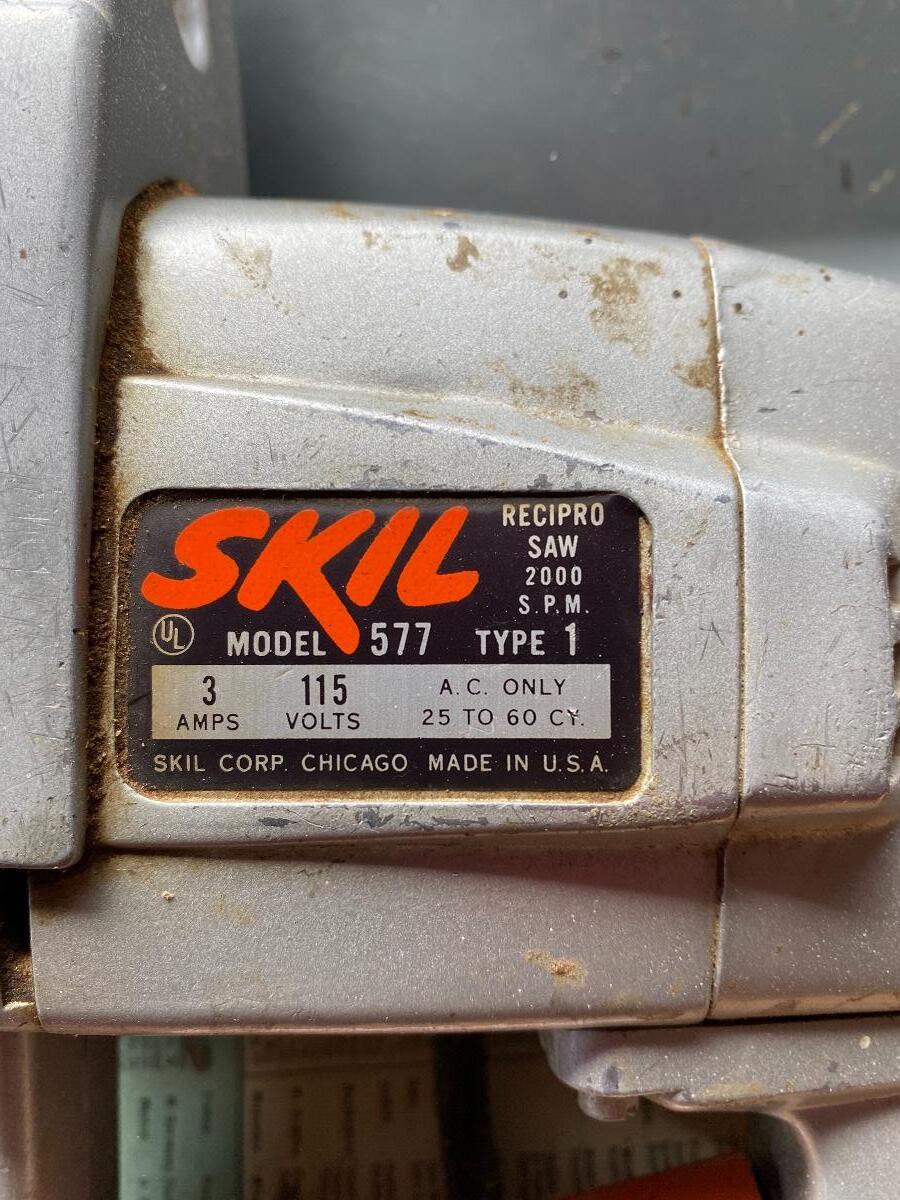 SKIL
RECIPRO
SAW
2000
S.P.M.
UL
MODEL 577 TYPE 1
3 AMPS
115 VOLTS
A.C. ONLY
25 TO 60 CY.
SKIL CORP. CHICAGO MADE IN U.S.A.